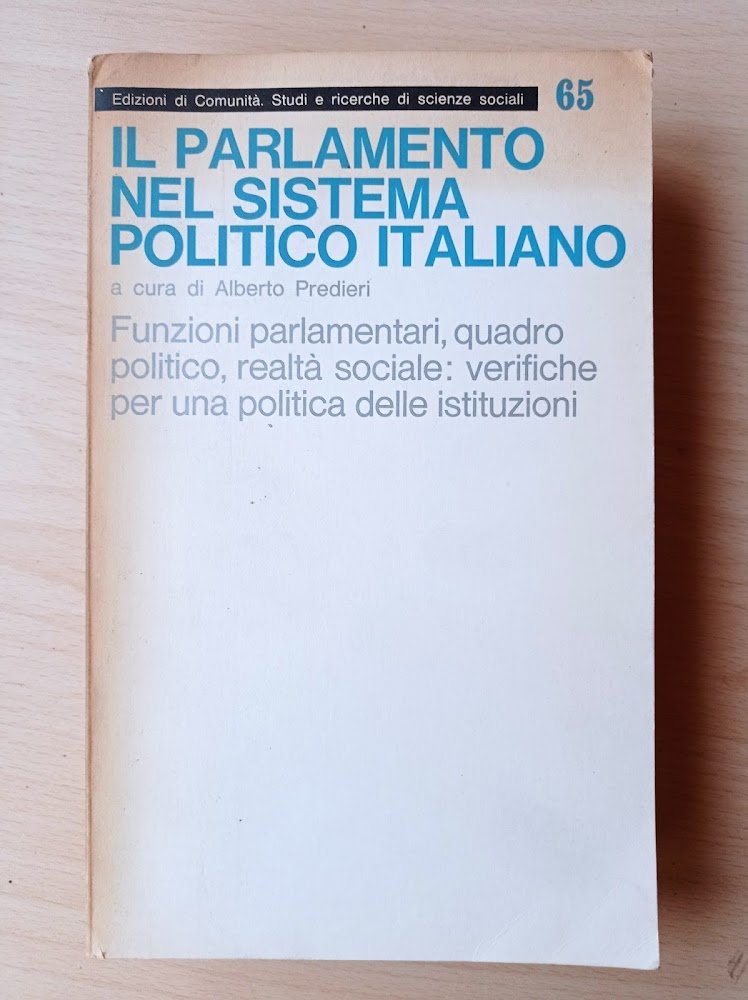 Edizioni di Comunità. Studi e ricerche di scienze sociali 65
IL PARLAMENTO
NEL SISTEMA
POLITICO ITALIANO
a cura di Alberto Predieri
Funzioni parlamentari, quadro
politico, realtà sociale: verifiche
per una politica delle istituzioni